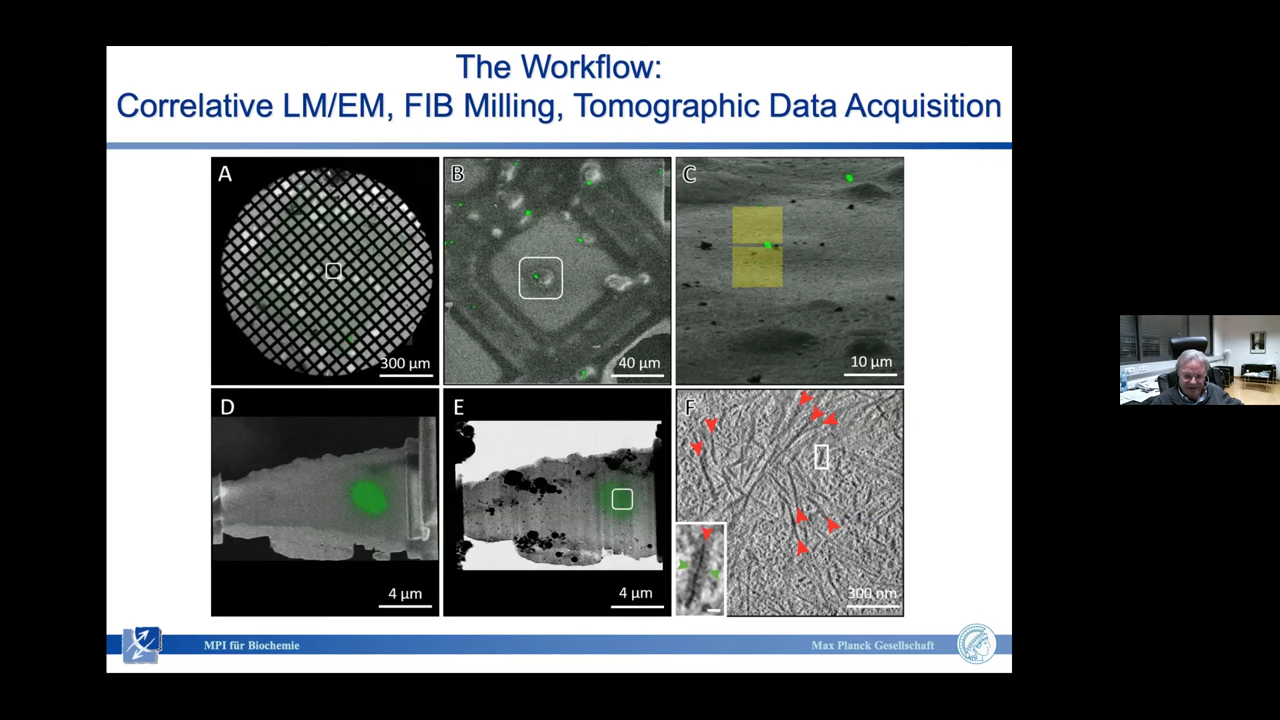 The Workflow:
Correlative LM/EM, FIB Milling, Tomographic Data Acquisition
A
B
C
300 µm
40 µm
10 µm
D
E
F
4 µm
4 µm
300 nm
MPI für Biochemie
Max Planck Gesellschaft